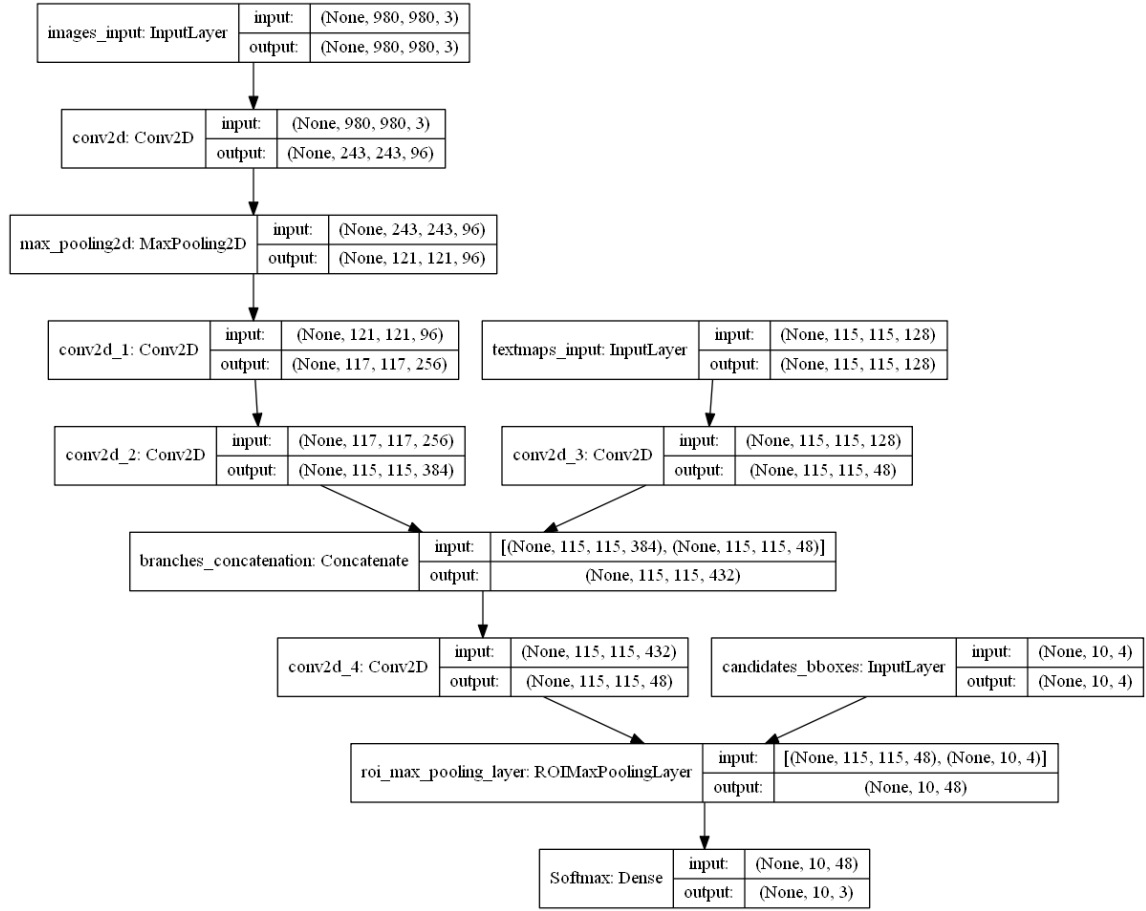 images_input: InputLayer
input: (None, 980, 980, 3)
output: (None, 980, 980, 3)
conv2d: Conv2D
input: (None, 980, 980, 3)
output: (None, 243, 243, 96)
max_pooling2d: MaxPooling2D
input: (None, 243, 243, 96)
output: (None, 121, 121, 96)
conv2d_1: Conv2D
input: (None, 121, 121, 96)
output: (None, 117, 117, 256)
textmaps_input: InputLayer
input: (None, 115, 115, 128)
output: (None, 115, 115, 128)
conv2d_2: Conv2D
input: (None, 117, 117, 256)
output: (None, 115, 115, 384)
conv2d_3: Conv2D
input: (None, 115, 115, 128)
output: (None, 115, 115, 48)
branches_concatenation: Concatenate
input: [(None, 115, 115, 384), (None, 115, 115, 48)]
output: (None, 115, 115, 432)
conv2d_4: Conv2D
input: (None, 115, 115, 432)
output: (None, 115, 115, 48)
candidates_bboxes: InputLayer
input: (None, 10, 4)
output: (None, 10, 4)
roi_max_pooling_layer: ROIMaxPoolingLayer
input: [(None, 115, 115, 48), (None, 10, 4)]
output: (None, 10, 48)
Softmax: Dense
input: (None, 10, 48)
output: (None, 10, 3)